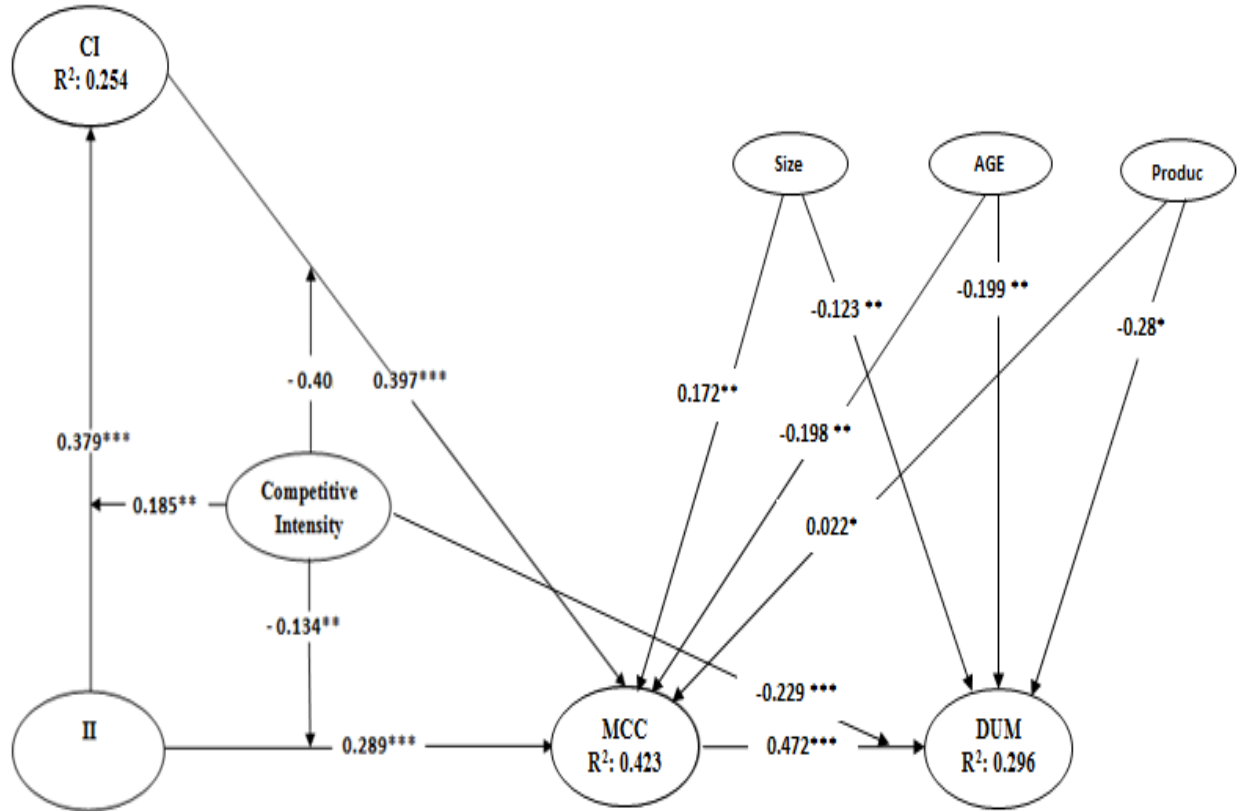 CI
R²: 0.254
Size
AGE
Produc
-0.123 **
-0.199 **
-0.28*
- 0.40
0.397***
0.172**
-0.198 **
0.379***
0.185**
Competitive
Intensity
0.022*
- 0.134**
-0.229 ***
II
0.289***
MCC
R²: 0.423
0.472***
DUM
R²: 0.296